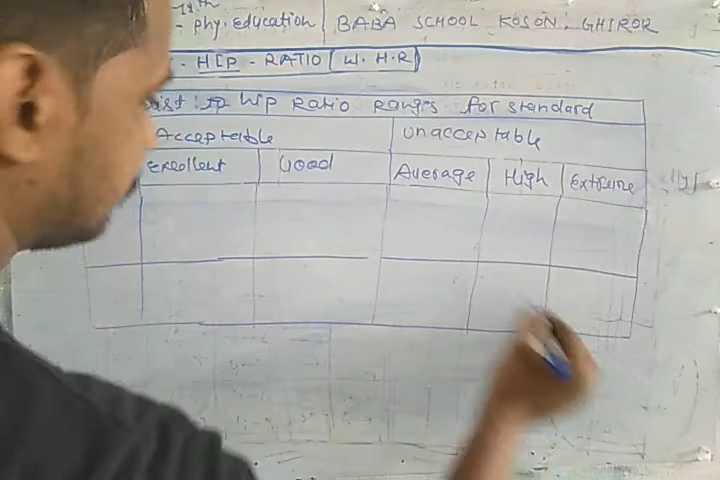 - phy. education
BABA SCHOOL KOSON. GHIROR
- HIP - RATIO (W.H.R)
to hip Ratio Ranges for standard
Acceptable
unacceptable
Exellent
Good
Average
High
Extreme